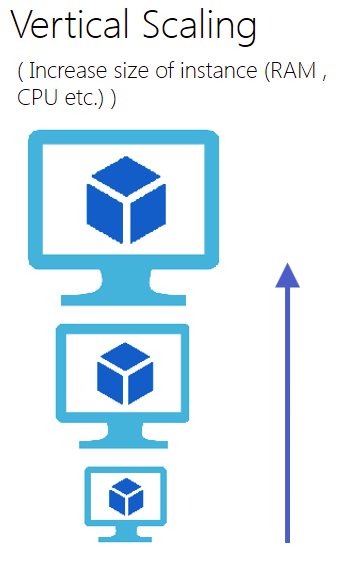 Vertical Scaling
( Increase size of instance (RAM ,
CPU etc.) )